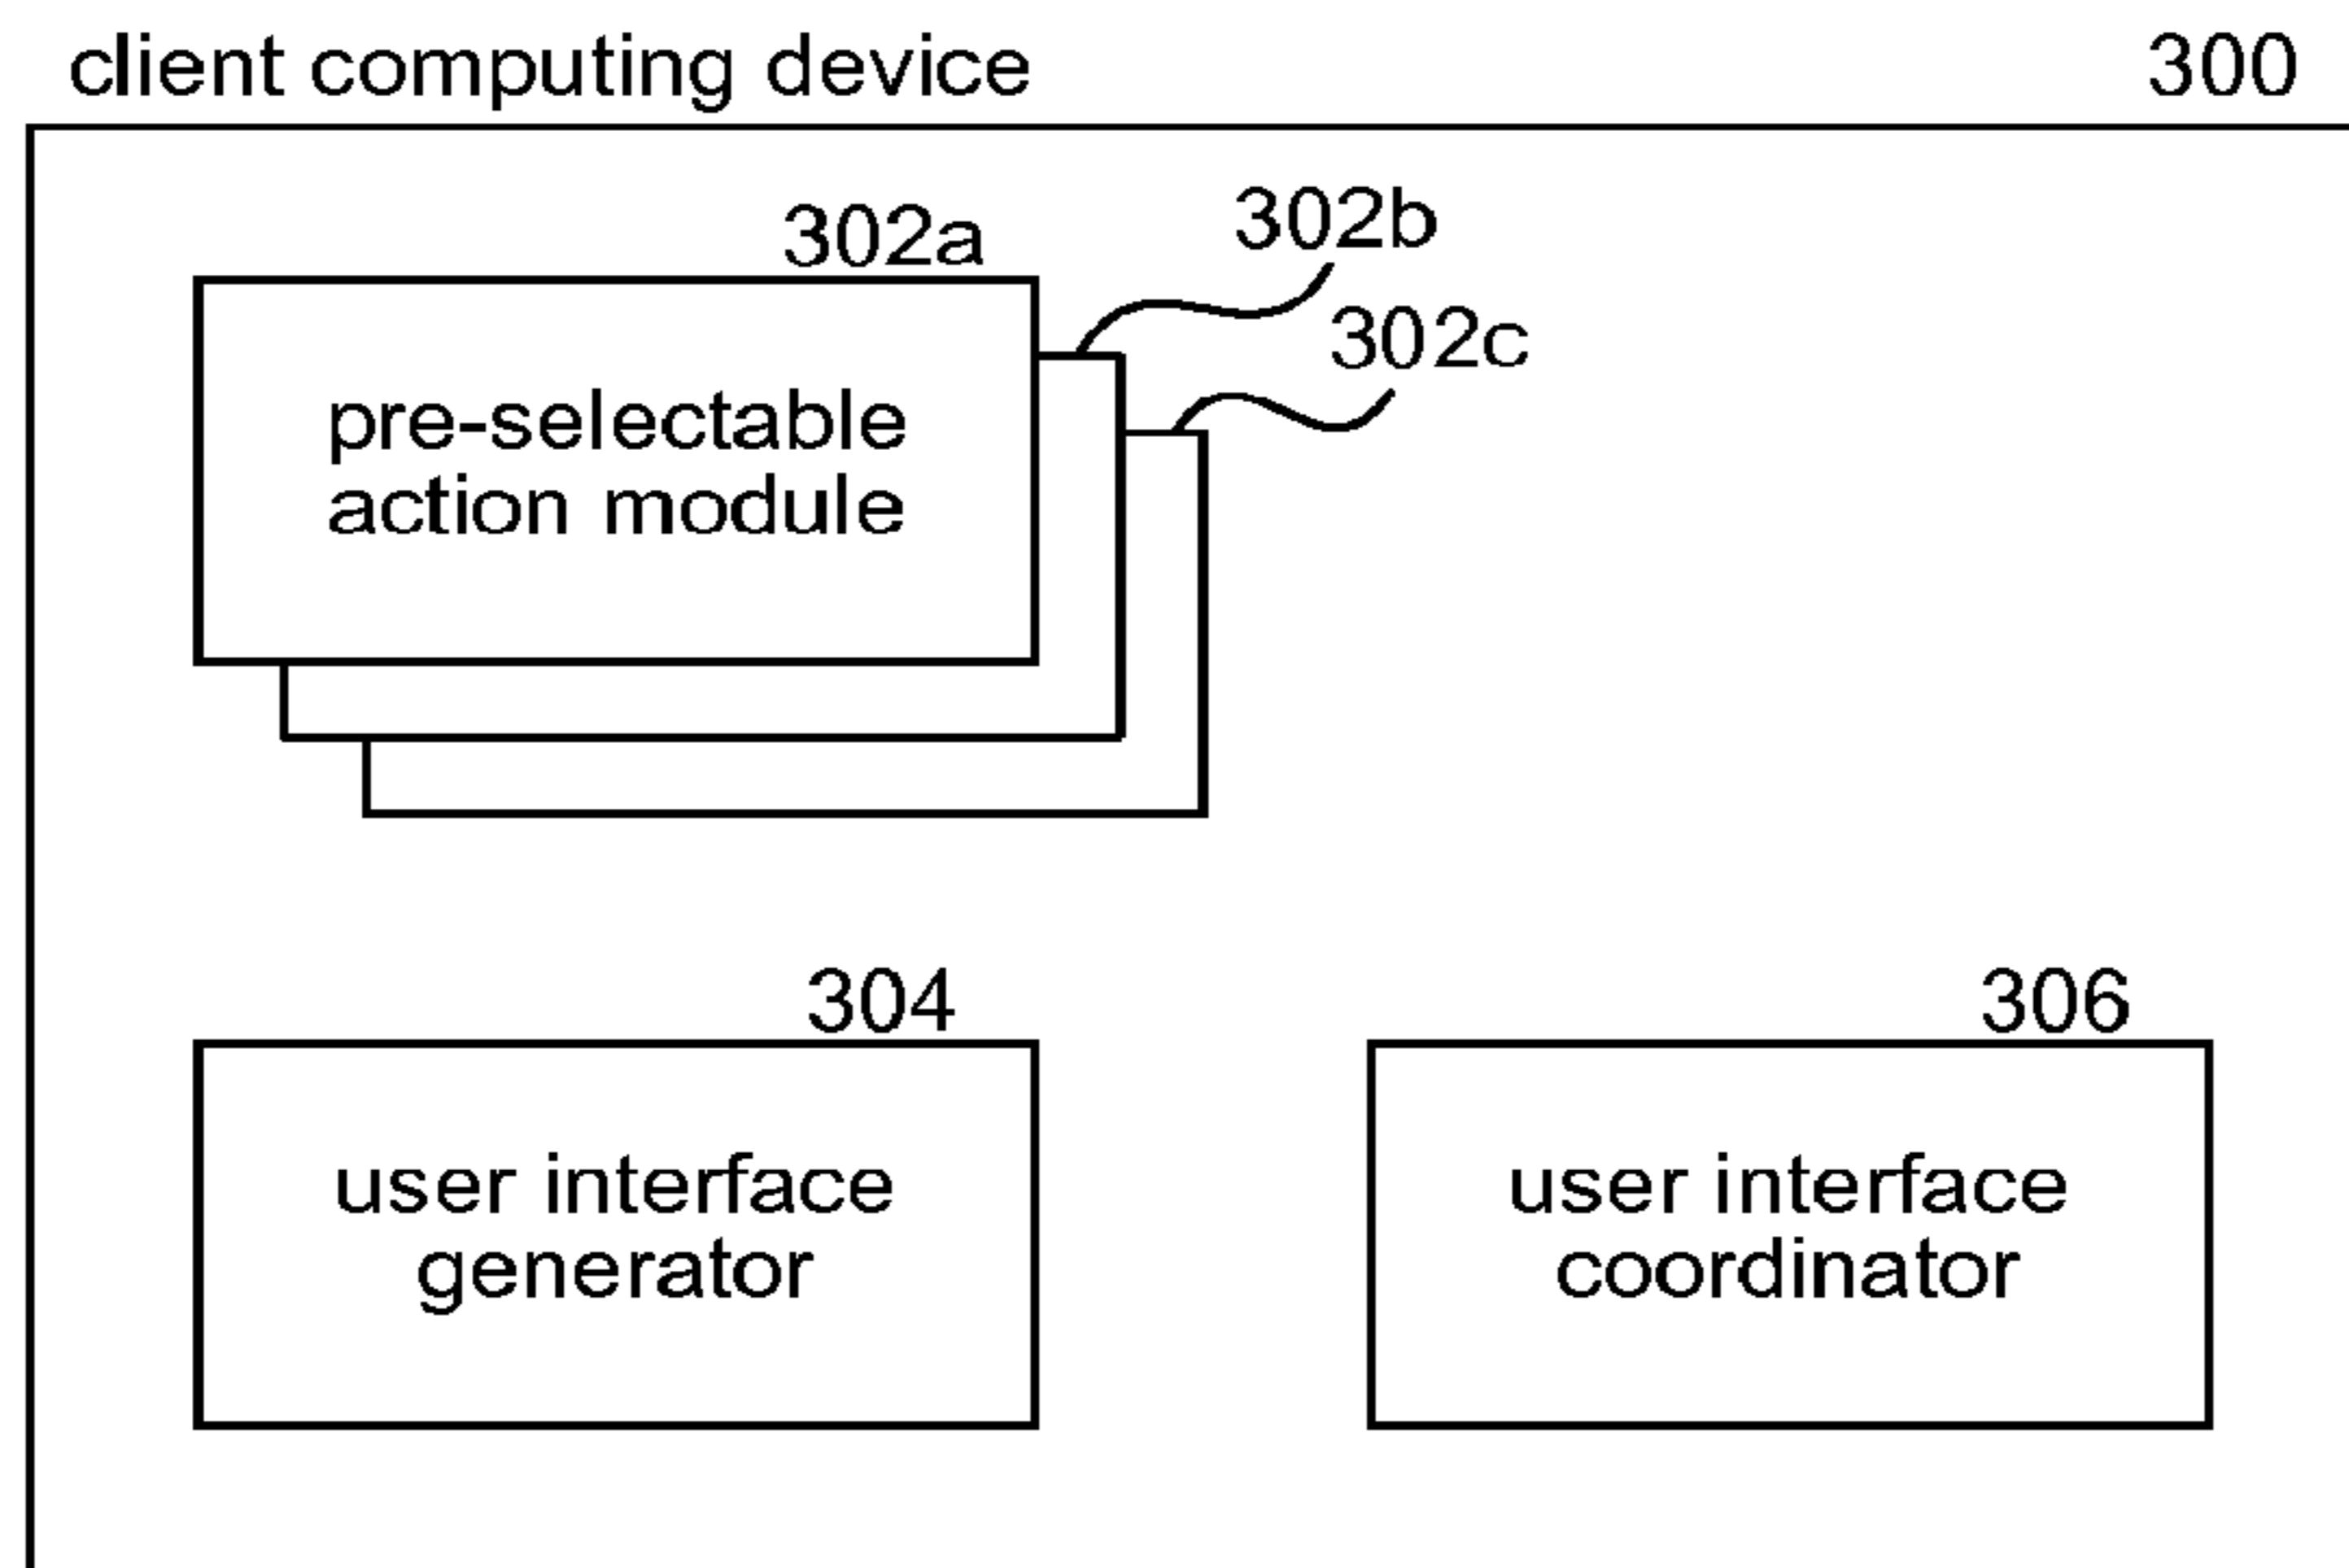 client computing device 300
302a
302b
302c
pre-selectable
action module
304
user interface
generator
306
user interface
coordinator